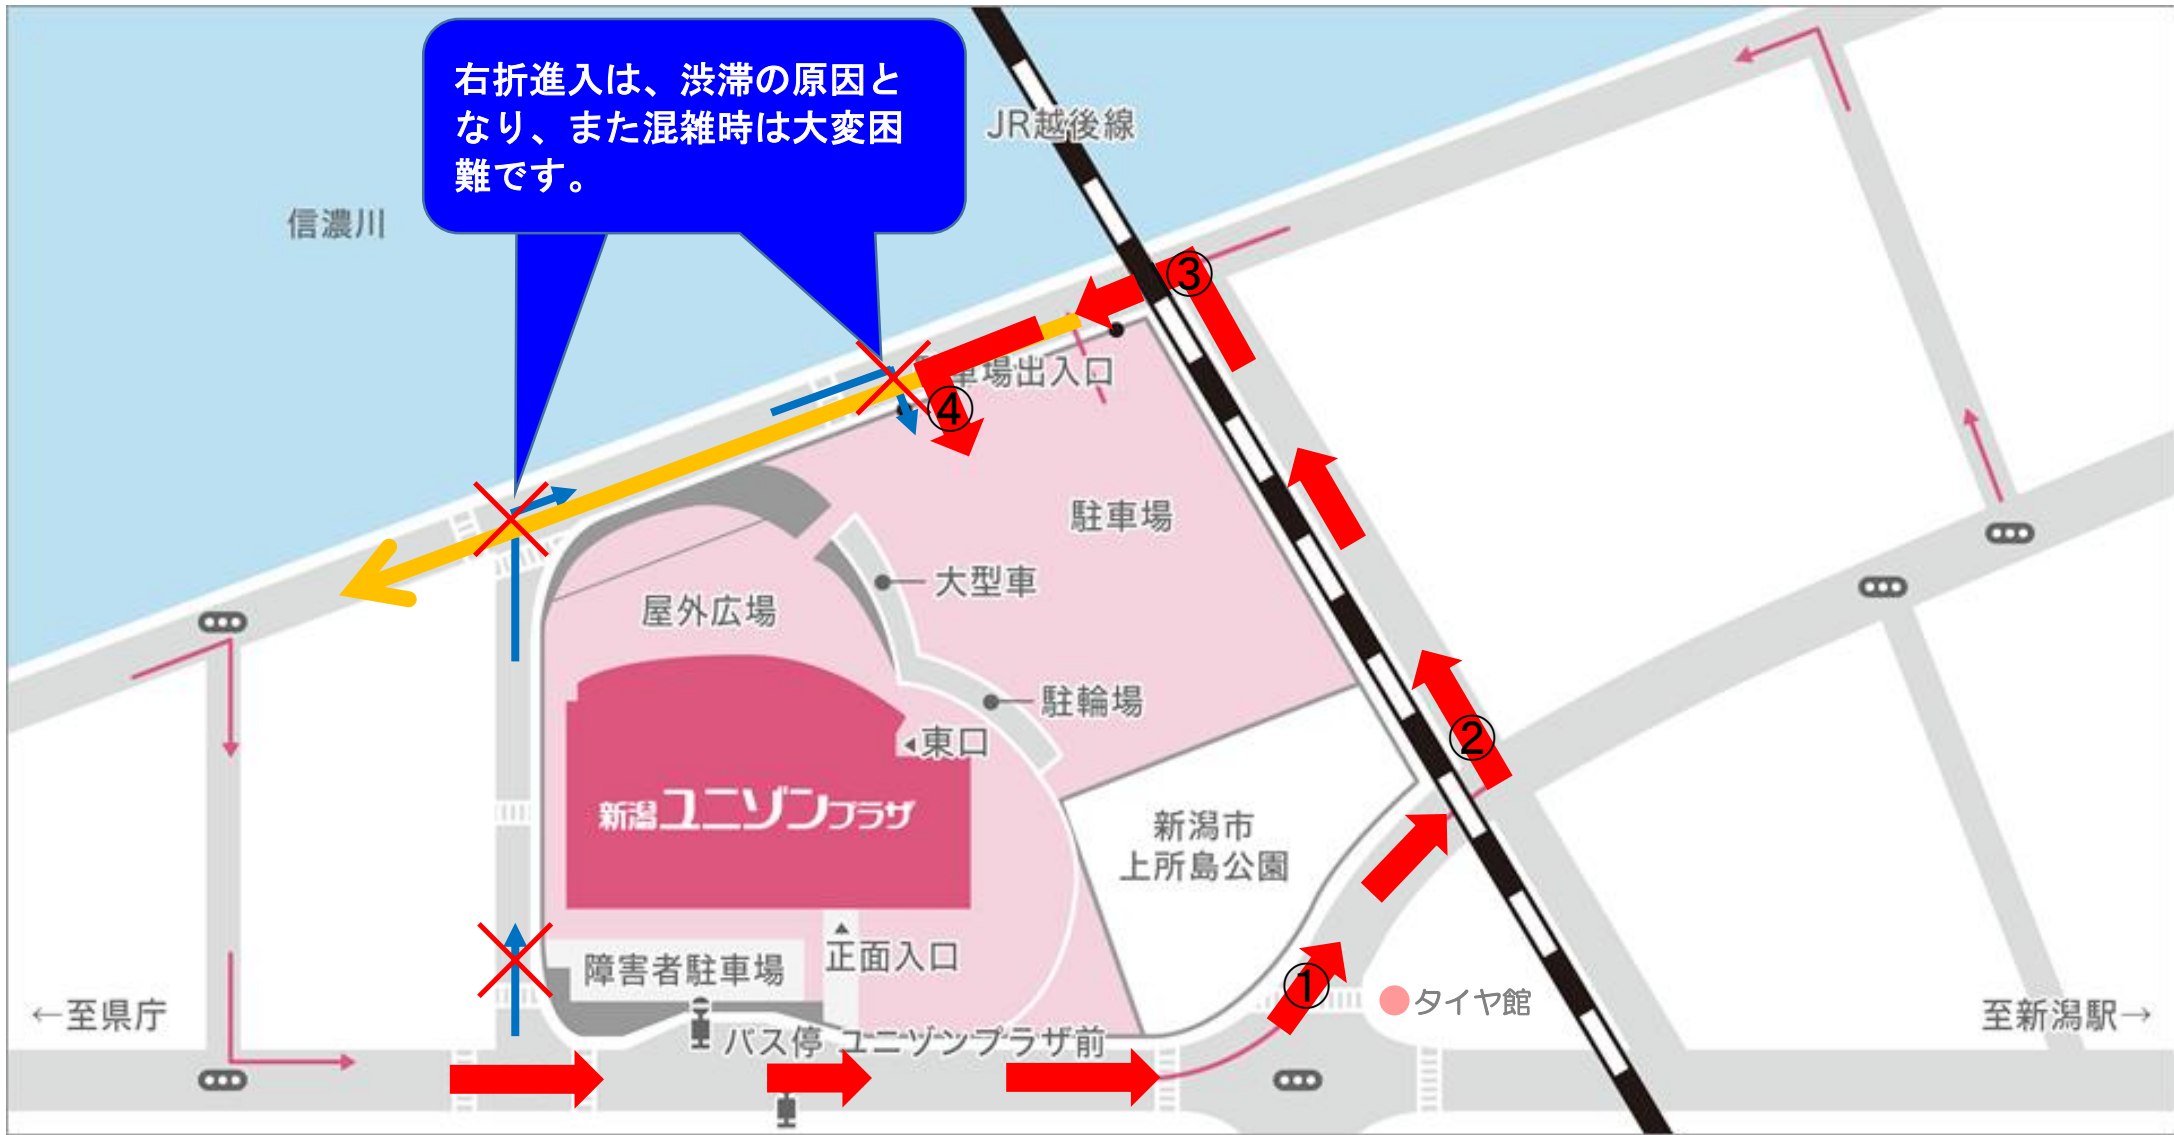 右折進入は、渋滞の原因と
なり、また混雑時は大変困
難です。
JR越後線
信濃川
③
車場出入口
④
駐車場
大型車
屋外広場
駐輪場
東口
②
新潟ユニゾンプラザ
新潟市
上所島公園
正面入口
障害者駐車場
①
タイヤ館
←至県庁
至新潟駅→
バス停 ユニゾンプラザ前